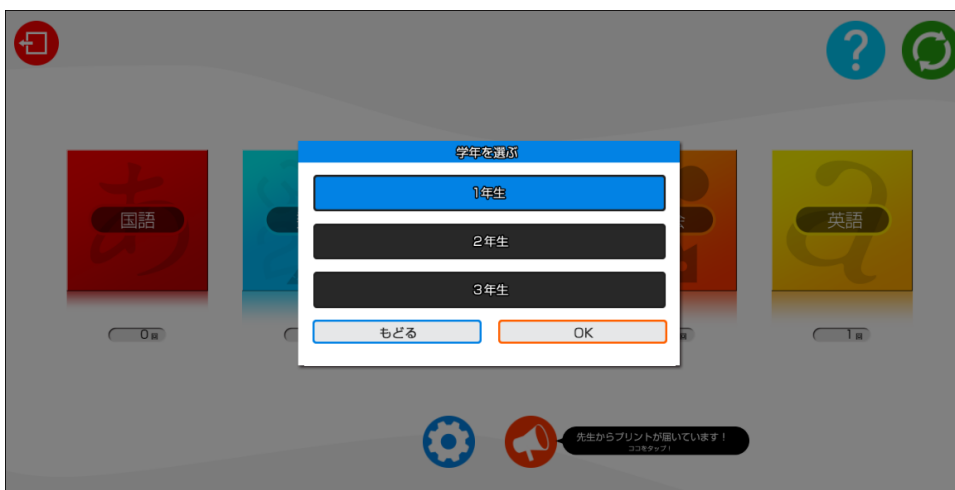 学年を選ぶ
1年生
2年生
3年生
もどる
OK
国語
英語
0回
1回
先生からプリントが届いています！
ココをタップ！